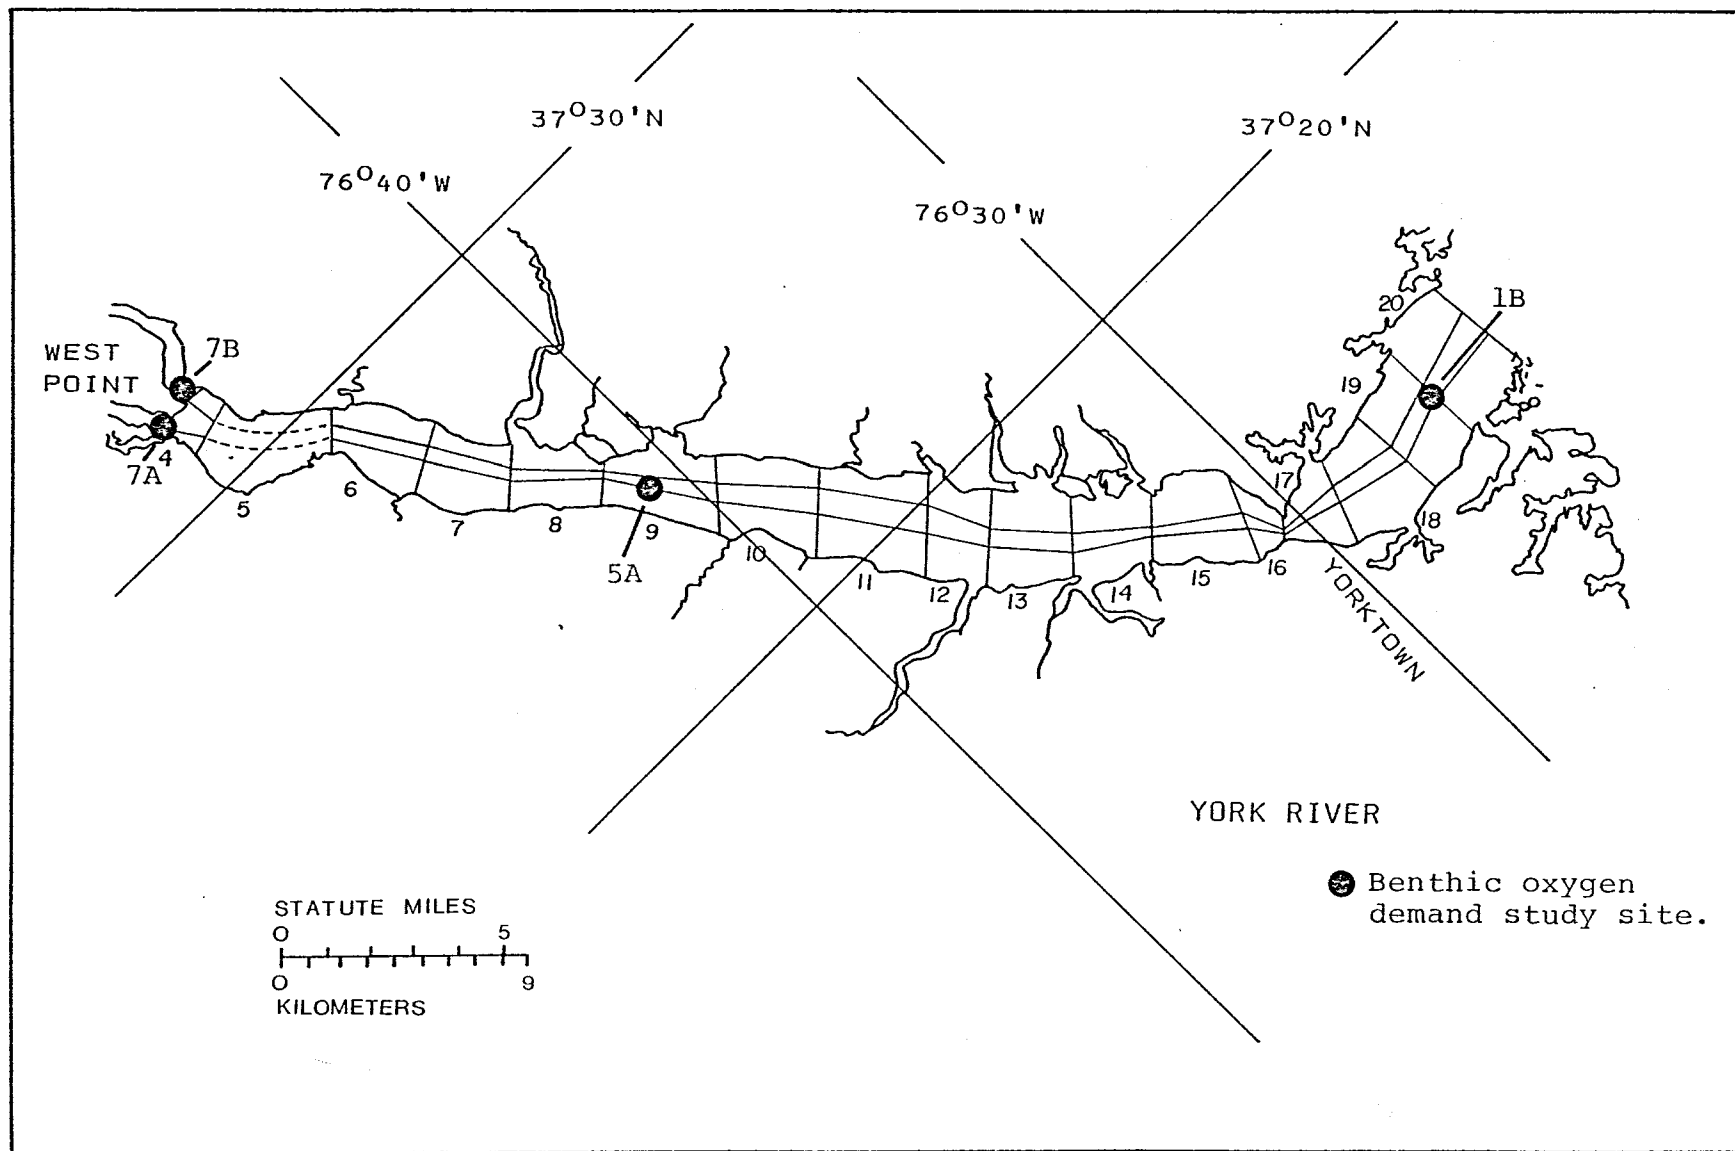 37°30'N
37°20'N
76°40'W
76°30'W
20
1B
WEST
POINT
7B
19
7A
4
5
6
7
8
9
5A
10
11
12
13
14
15
16
17
18
YORKTOWN
YORK RIVER
Benthic oxygen
demand study site.
STATUTE MILES
0 5
0 9
KILOMETERS